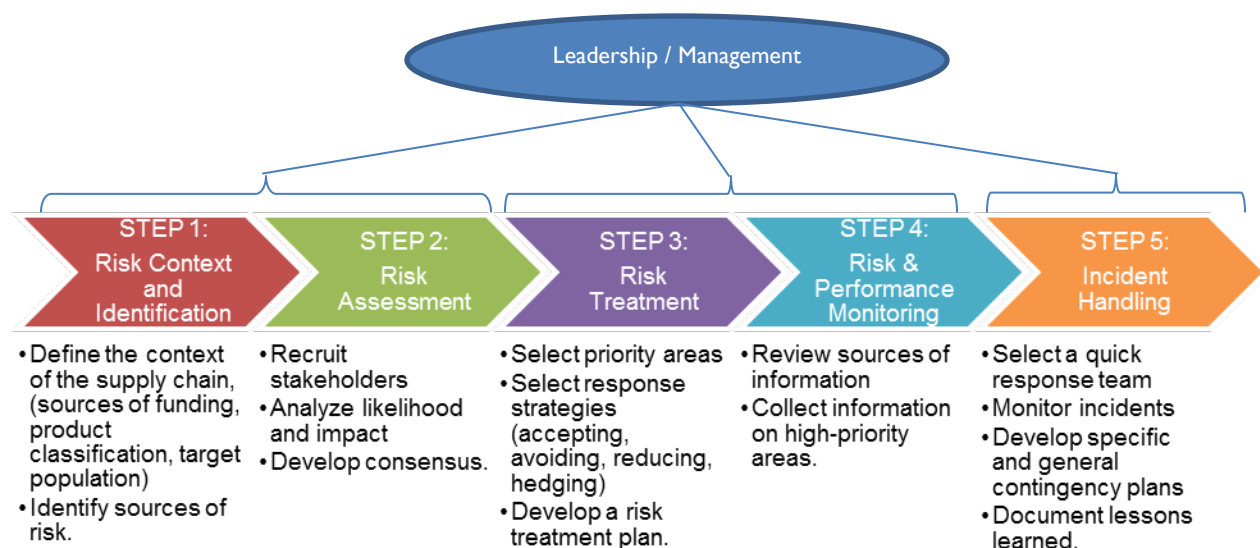 Leadership / Management
STEP 1:
Risk Context
and
Identification
STEP 2:
Risk
Assessment
STEP 3:
Risk
Treatment
STEP 4:
Risk &
Performance
Monitoring
STEP 5:
Incident
Handling
• Define the context
of the supply chain,
(sources of funding,
product
classification, target
population)
• Identify sources of
risk.
• Recruit
stakeholders
• Analyze likelihood
and impact
• Develop consensus.
• Select priority areas
• Select response
strategies
(accepting,
avoiding, reducing,
hedging)
• Develop a risk
treatment plan.
• Review sources of
information
• Collect information
on high-priority
areas.
• Select a quick
response team
• Monitor incidents
• Develop specific
and general
contingency plans
• Document lessons
learned.